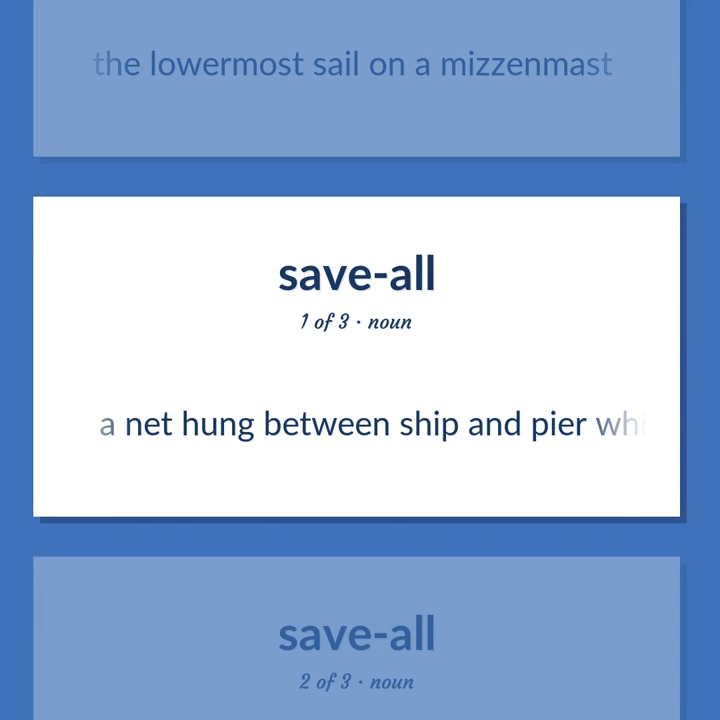 the lowermost sail on a mizzenmast
save-all
1 of 3 · noun
a net hung between ship and pier whi
save-all
2 of 3 · noun